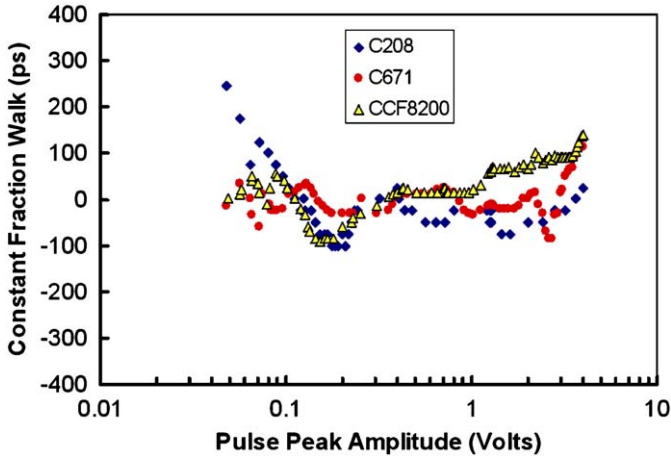 400
300
200
100
0
-100
-200
-300
-400
Constant Fraction Walk (ps)
C208
C671
CCF8200
0.01
0.1
1
10
Pulse Peak Amplitude (Volts)